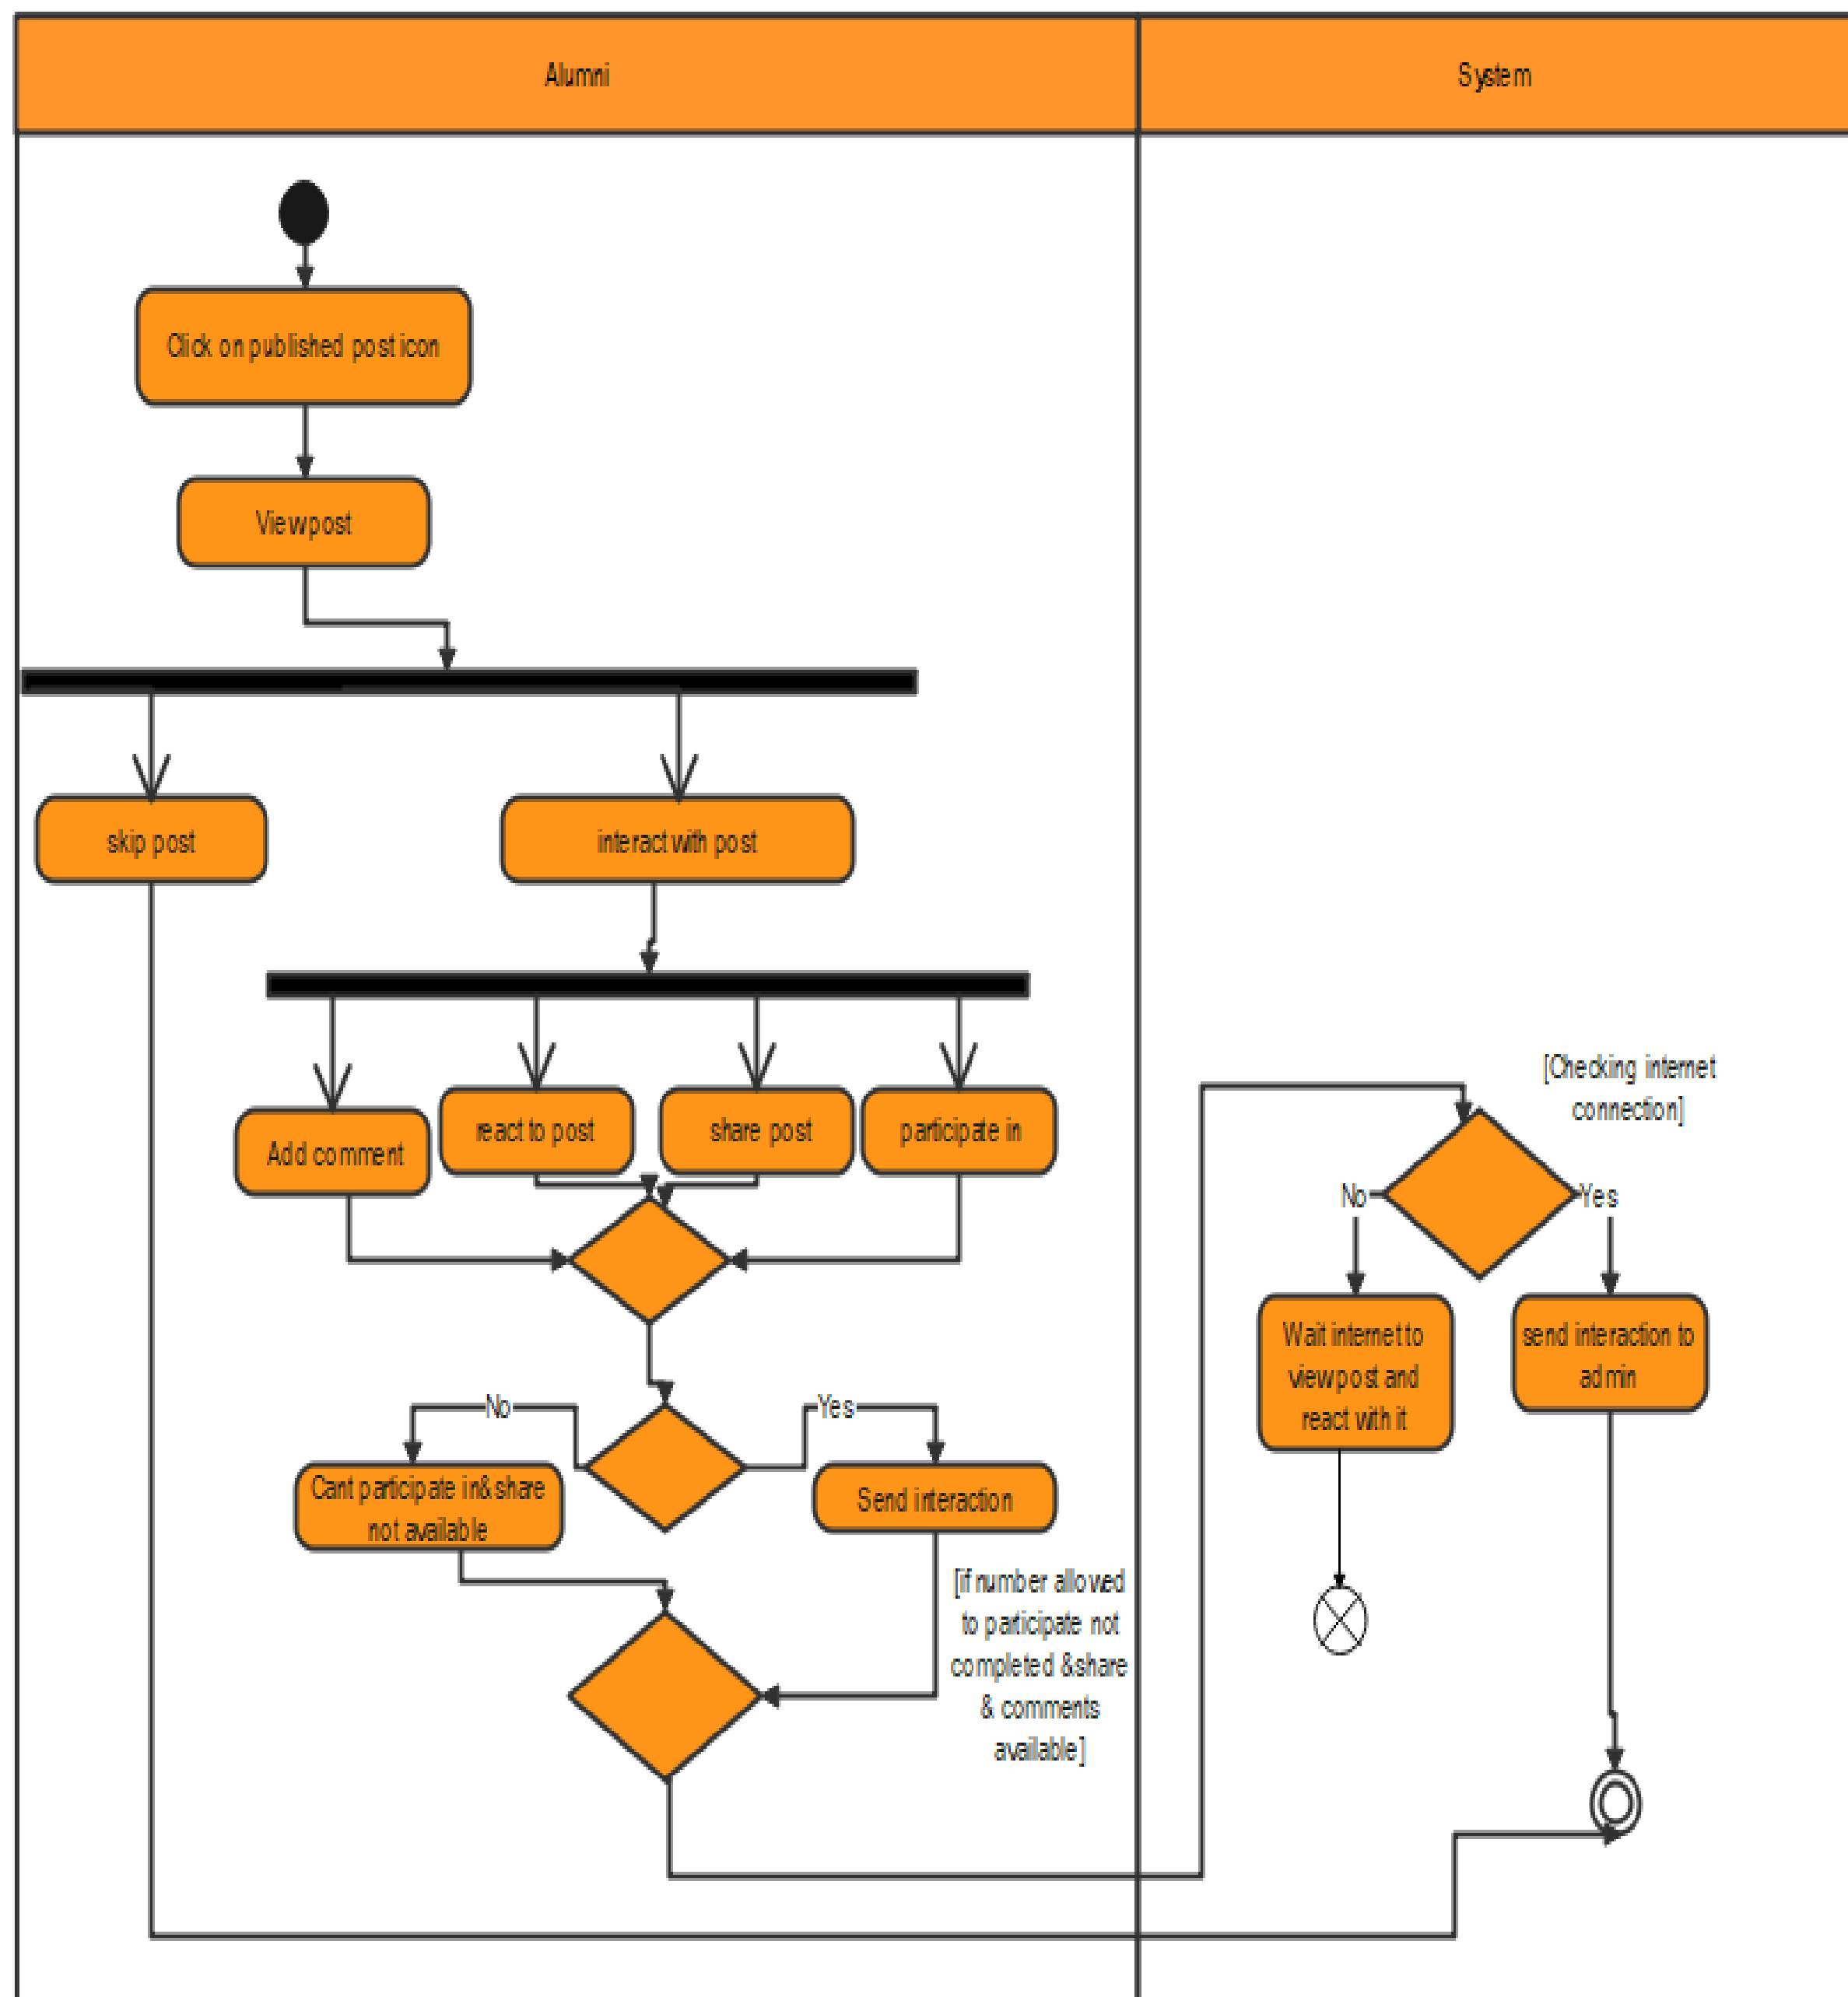 Alumni
System
Click on published post icon
View post
skip post
interact with post
Add comment
react to post
share post
participate in
[Checking internet
connection]
No
Yes
Wait internet to
view post and
react with it
send interaction to
admin
No
Yes
Cant participate in&share
not available
Send interaction
[if number allowed
to participate not
completed &share
& comments
available]